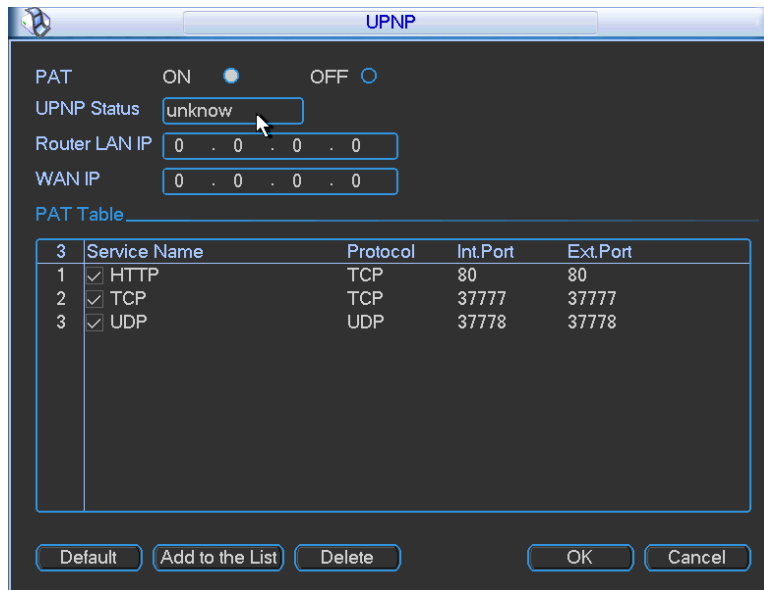 UPNP
PAT ON OFF
UPNP Status unknow
Router LAN IP 0 . 0 . 0 . 0
WAN IP 0 . 0 . 0 . 0
PAT Table
3 Service Name Protocol Int.Port Ext.Port
1 HTTP TCP 80 80
2 TCP TCP 37777 37777
3 UDP UDP 37778 37778
Default Add to the List Delete OK Cancel